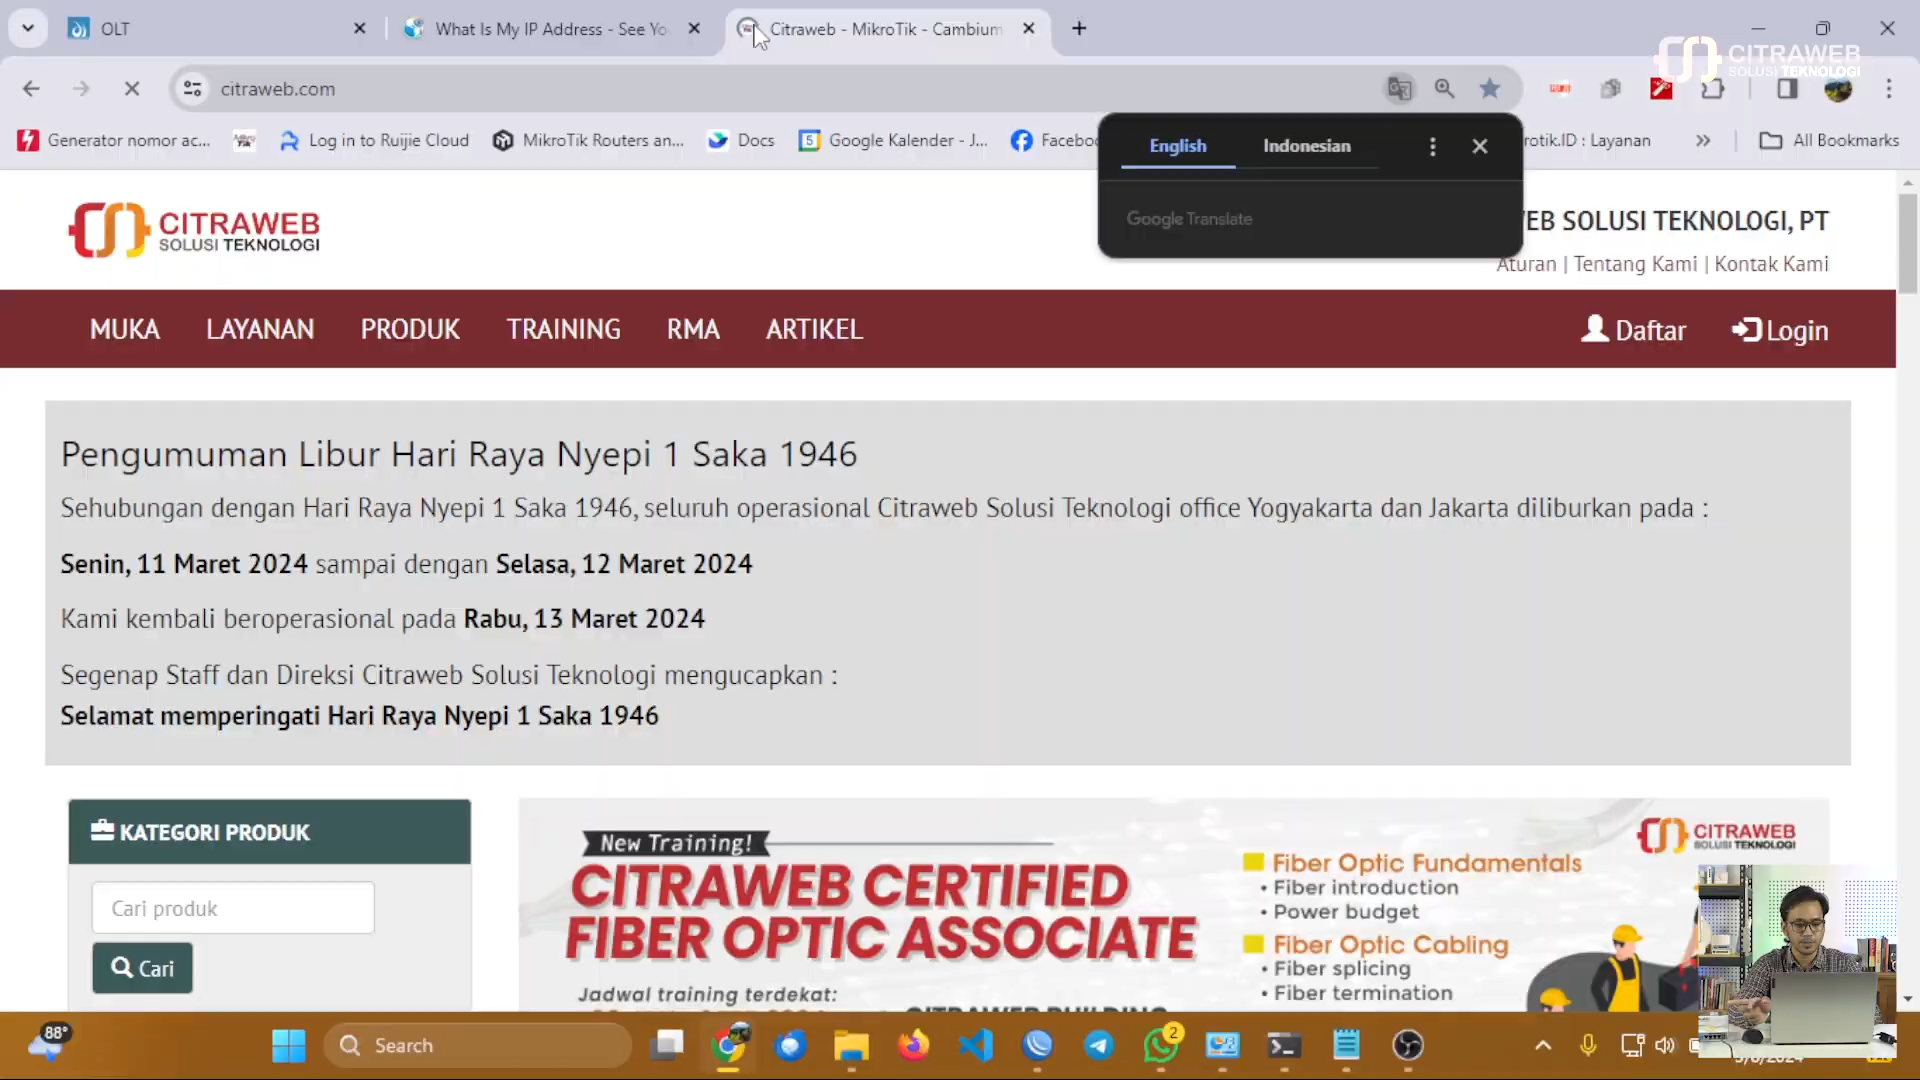 OLT
What Is My IP Address - See Yo
Citraweb - MikroTik - Cambium
CITRAWEB
SOLUSI TEKNOLOGI
citraweb.com
Generator nomor ac...
Log in to Ruijie Cloud
MikroTik Routers an...
Docs
Google Kalender - J...
rotik.ID : Layanan
All Bookmarks
English
Indonesian
Google Translate
CITRAWEB
SOLUSI TEKNOLOGI
EB SOLUSI TEKNOLOGI, PT
Aturan | Tentang Kami | Kontak Kami
MUKA
LAYANAN
PRODUK
TRAINING
RMA
ARTIKEL
Daftar
Login
Pengumuman Libur Hari Raya Nyepi 1 Saka 1946
Sehubungan dengan Hari Raya Nyepi 1 Saka 1946, seluruh operasional Citraweb Solusi Teknologi office Yogyakarta dan Jakarta diliburkan pada :
Senin, 11 Maret 2024 sampai dengan Selasa, 12 Maret 2024
Kami kembali beroperasional pada Rabu, 13 Maret 2024
Segenap Staff dan Direksi Citraweb Solusi Teknologi mengucapkan :
Selamat memperingati Hari Raya Nyepi 1 Saka 1946
KATEGORI PRODUK
Cari produk
Cari
New Training!
CITRAWEB CERTIFIED
FIBER OPTIC ASSOCIATE
Jadwal training terdekat:
Fiber Optic Fundamentals
• Fiber introduction
• Power budget
Fiber Optic Cabling
• Fiber splicing
• Fiber termination
CITRAWEB
SOLUSI TEKNOLOGI
88°
Search
2